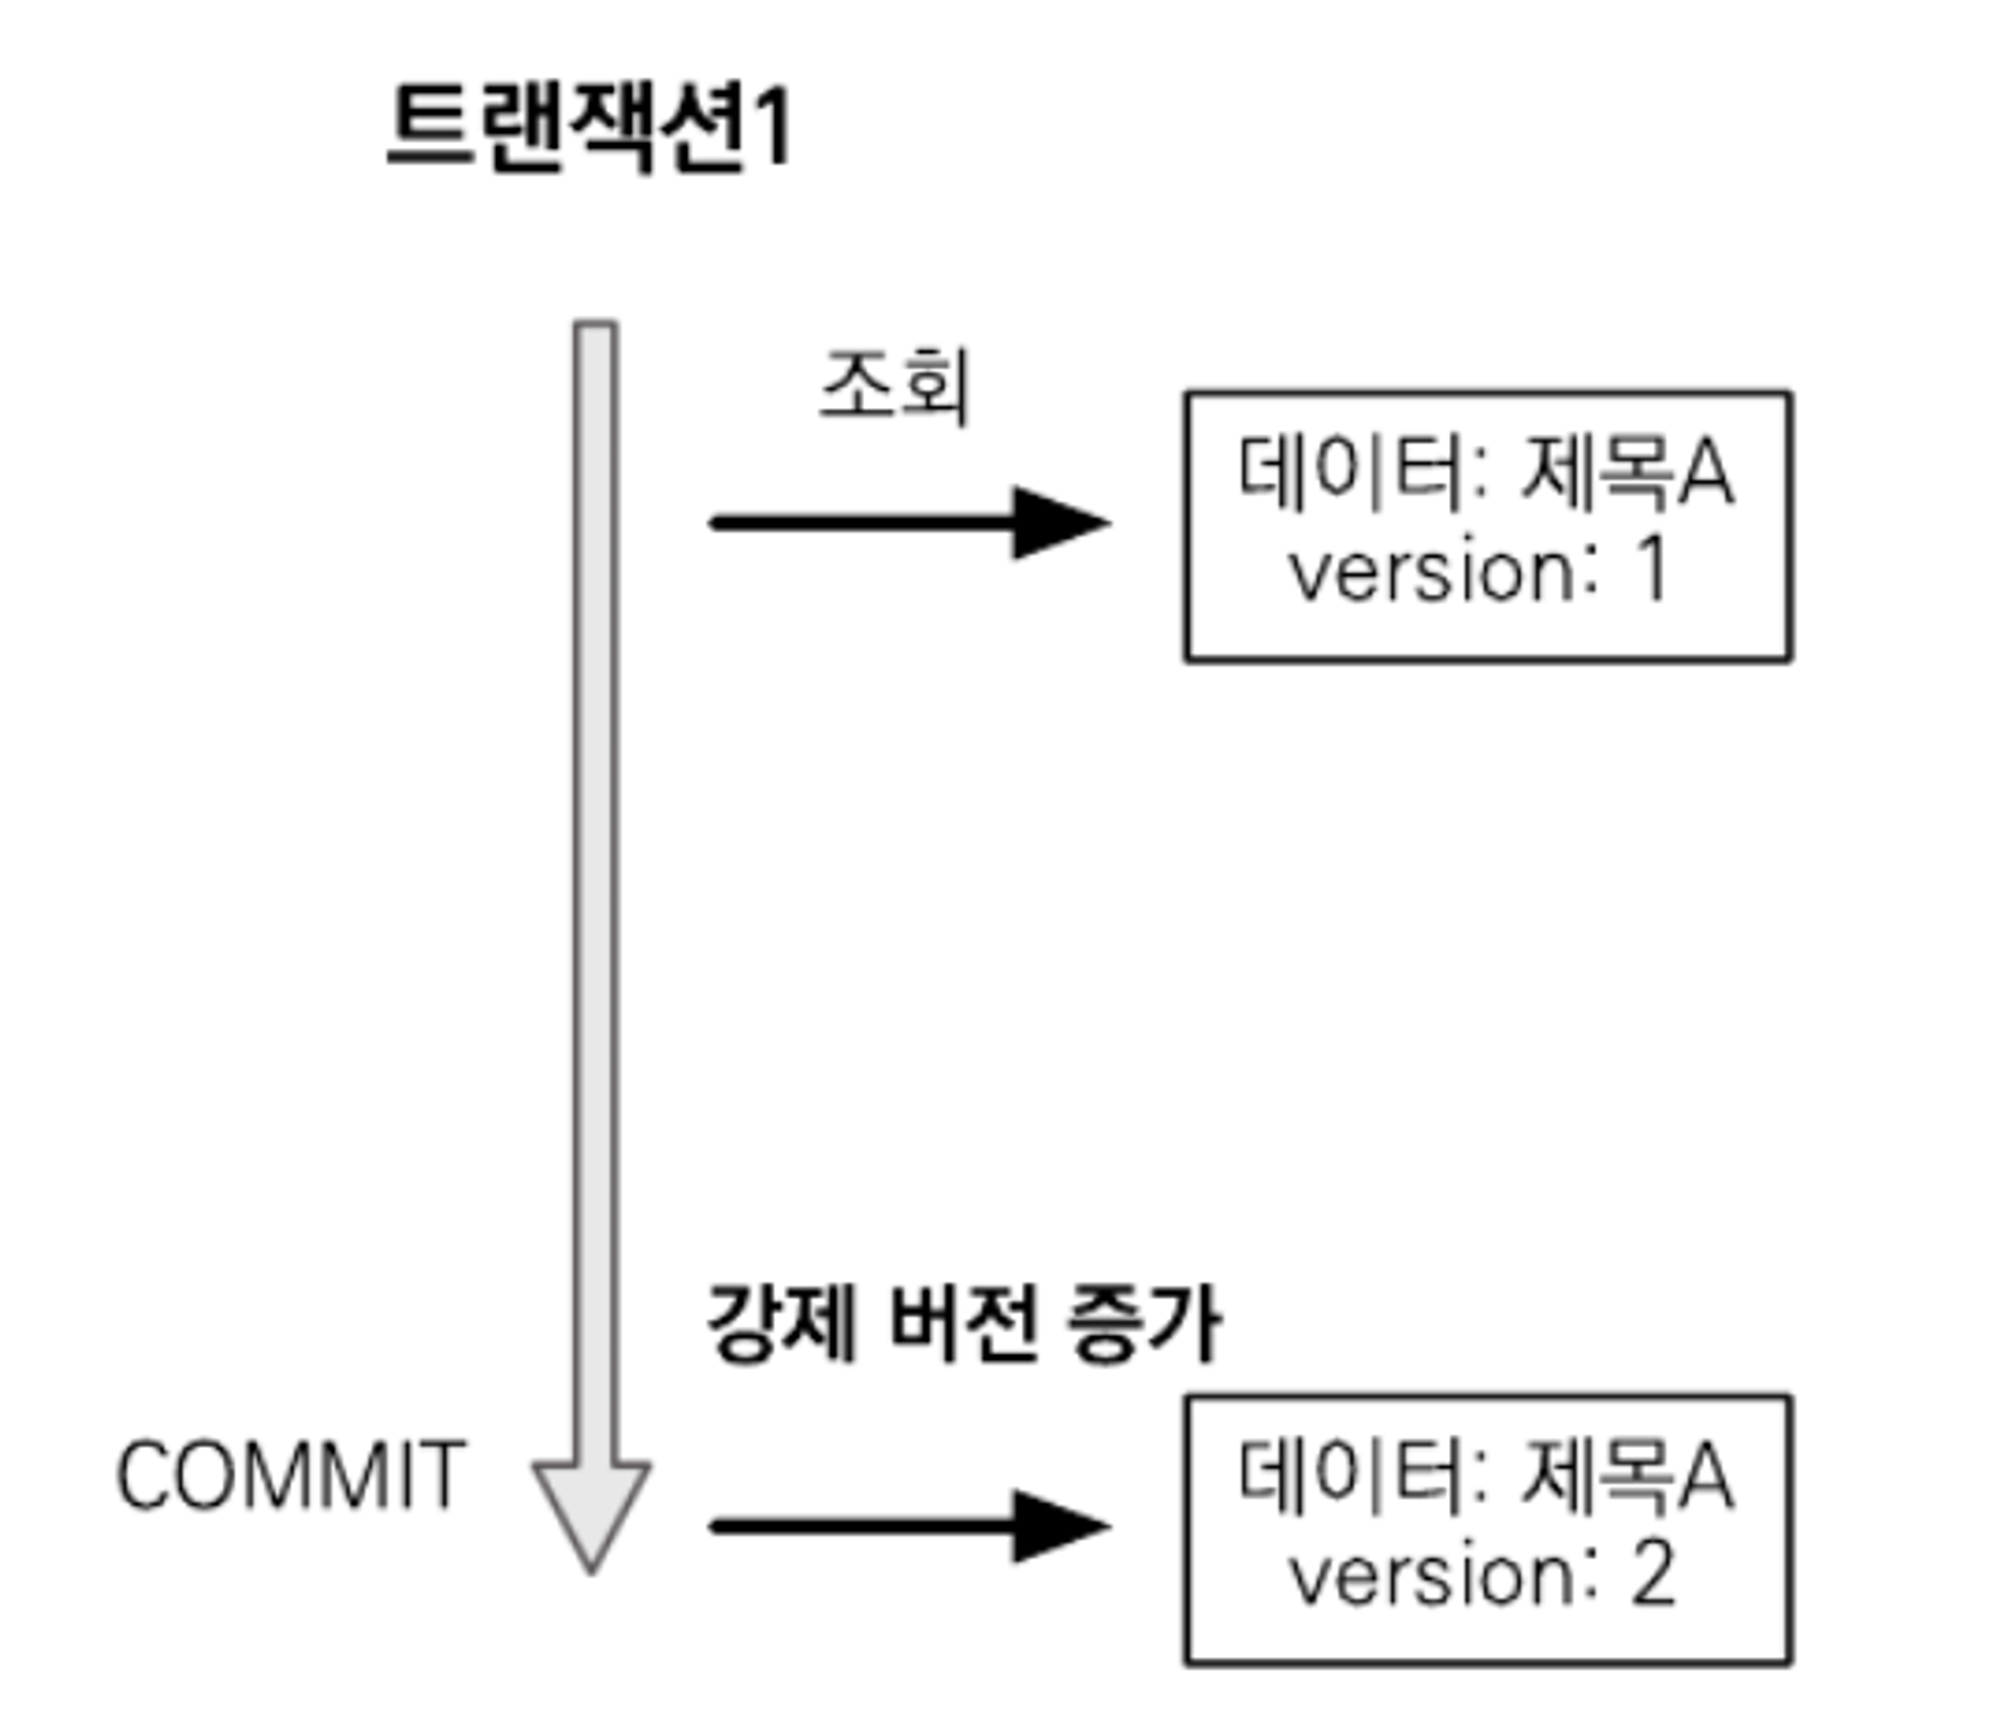 트랜잭션1
조회
데이터: 제목A
version: 1
강제 버전 증가
COMMIT
데이터: 제목A
version: 2